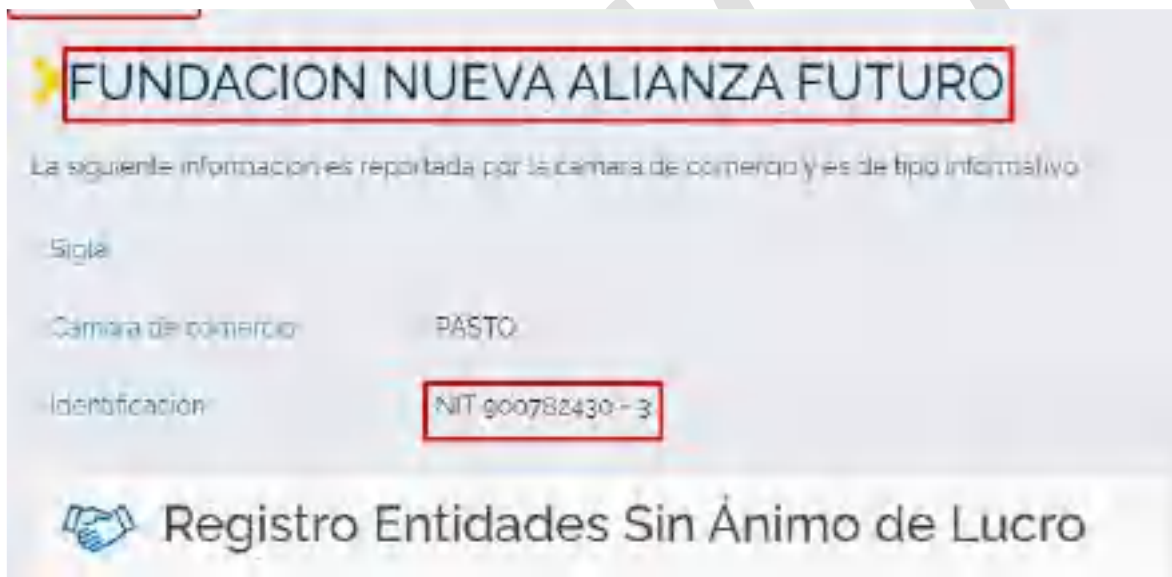 FUNDACION NUEVA ALIANZA FUTURO
La siguiente informacion es reportada por la camara de comercio y es de tipo informativo
Sigla
Camara de comercio PASTO
Identificación NIT 900782430 - 3
Registro Entidades Sin Ánimo de Lucro